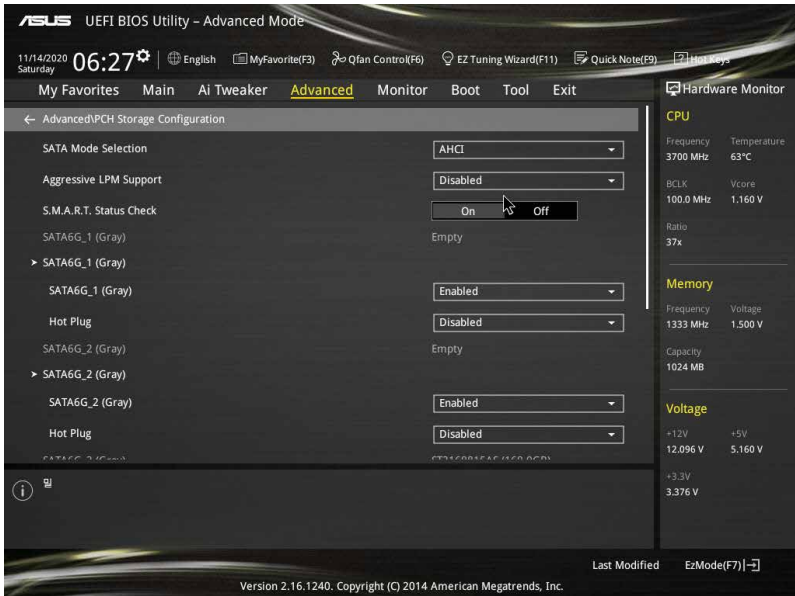 ASUS UEFI BIOS Utility – Advanced Mode
11/14/2020
Saturday
06:27
English MyFavorite(F3) Qfan Control(F6) EZ Tuning Wizard(F11) Quick Note(F9) Hot Keys
My Favorites Main Ai Tweaker Advanced Monitor Boot Tool Exit
Hardware Monitor
← Advanced\PCH Storage Configuration
SATA Mode Selection AHCI
Aggressive LPM Support Disabled
S.M.A.R.T. Status Check On Off
SATA6G_1 (Gray) Empty
> SATA6G_1 (Gray)
SATA6G_1 (Gray) Enabled
Hot Plug Disabled
SATA6G_2 (Gray) Empty
> SATA6G_2 (Gray)
SATA6G_2 (Gray) Enabled
Hot Plug Disabled
CPU
Frequency Temperature
3700 MHz 63°C
BCLK Vcore
100.0 MHz 1.160 V
Ratio
37x
Memory
Frequency Voltage
1333 MHz 1.500 V
Capacity
1024 MB
Voltage
+12V +5V
12.096 V 5.160 V
+3.3V
3.376 V
밀
Last Modified EzMode(F7)
Version 2.16.1240. Copyright (C) 2014 American Megatrends, Inc.